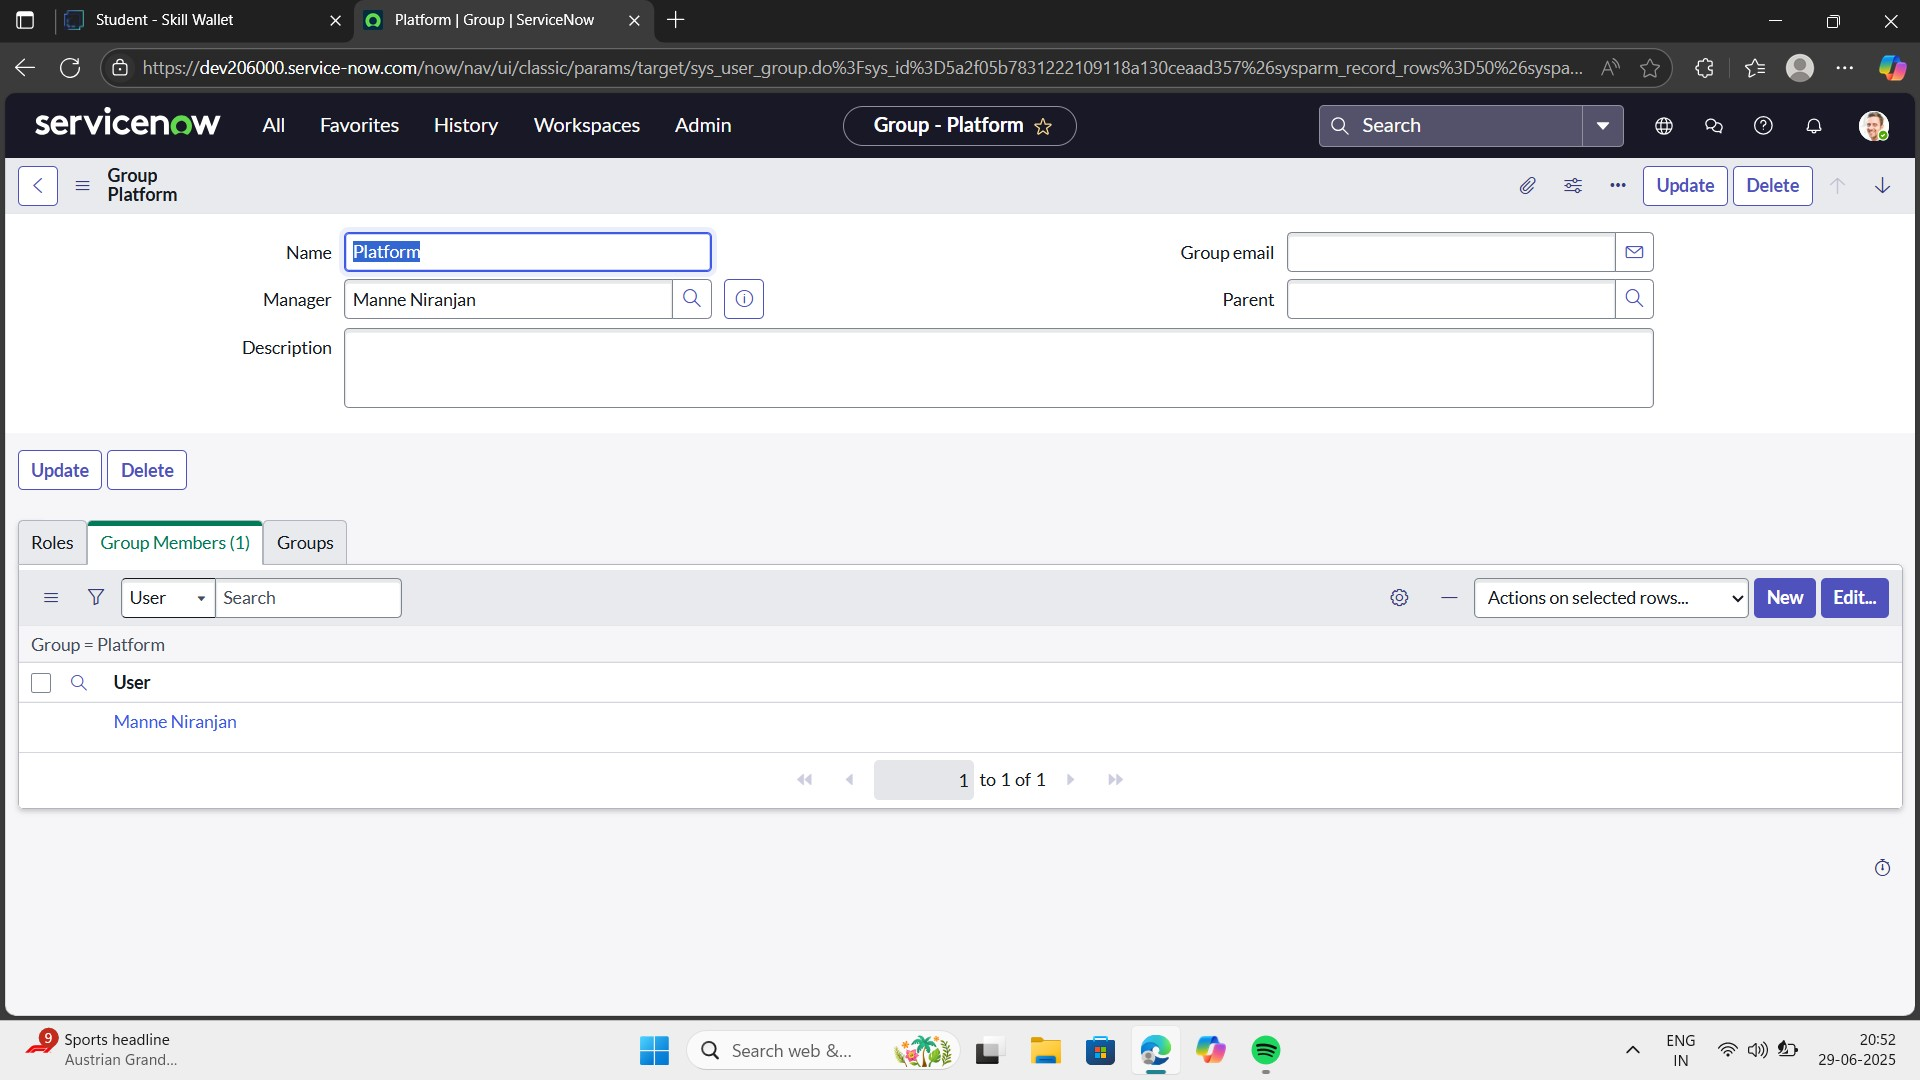 Student - Skill Wallet
Platform | Group | ServiceNow
https://dev206000.service-now.com/now/nav/ui/classic/params/target/sys_user_group.do%3Fsys_id%3D5a2f05b7831222109118a130ceaad357%26sysparm_record_rows%3D50%26syspa...
servicenow
All
Favorites
History
Workspaces
Admin
Group - Platform
Search
Group
Platform
Update
Delete
Name
Platform
Group email
Manager
Manne Niranjan
Parent
Description
Update
Delete
Roles
Group Members (1)
Groups
User
Search
Actions on selected rows...
New
Edit...
Group = Platform
User
Manne Niranjan
1 to 1 of 1
9
Sports headline
Austrian Grand...
Search web &...
ENG
IN
20:52
29-06-2025